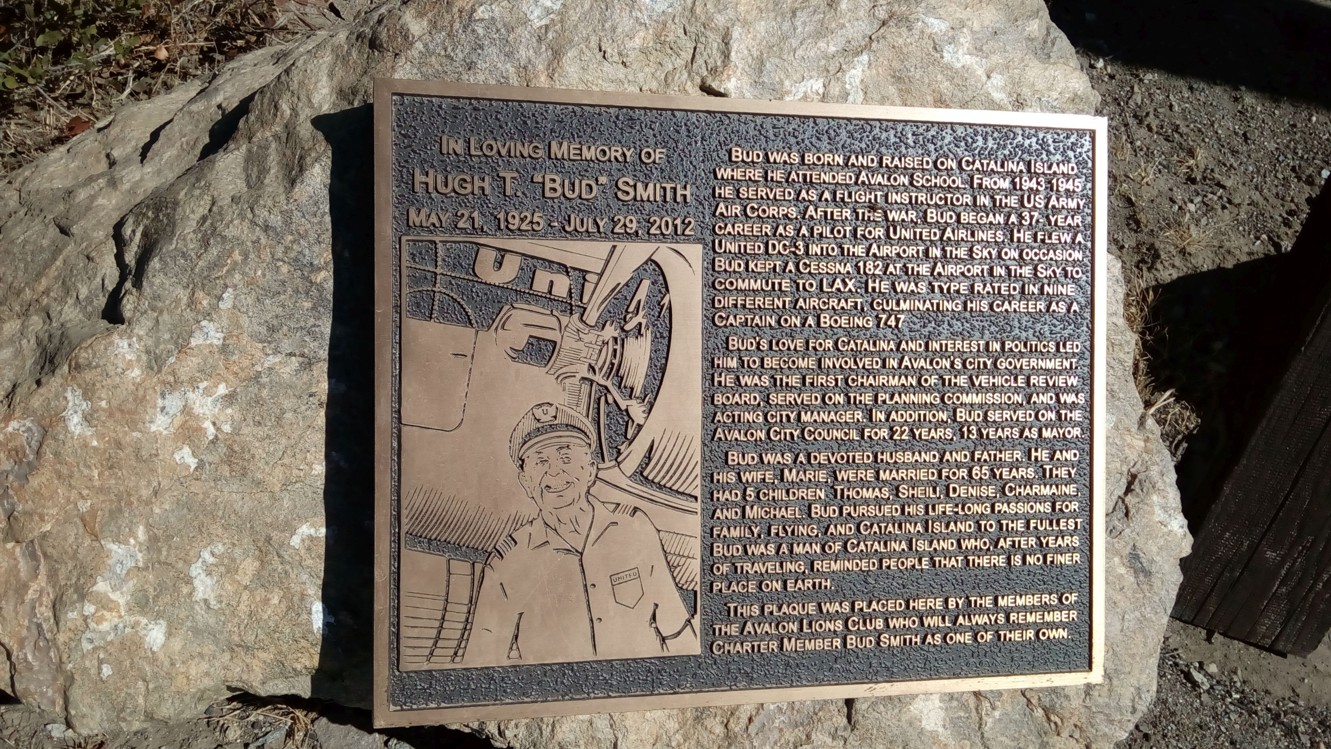 IN LOVING MEMORY OF
HUGH T. "BUD" SMITH
MAY 21, 1925 - JULY 29, 2012
Uni
UNITED
BUD WAS BORN AND RAISED ON CATALINA ISLAND
WHERE HE ATTENDED AVALON SCHOOL. FROM 1943-1945
HE SERVED AS A FLIGHT INSTRUCTOR IN THE US ARMY
AIR CORPS. AFTER THE WAR, BUD BEGAN A 37- YEAR
CAREER AS A PILOT FOR UNITED AIRLINES. HE FLEW A
UNITED DC-3 INTO THE AIRPORT IN THE SKY ON OCCASION.
BUD KEPT A CESSNA 182 AT THE AIRPORT IN THE SKY TO
COMMUTE TO LAX. HE WAS TYPE RATED IN NINE
DIFFERENT AIRCRAFT, CULMINATING HIS CAREER AS A
CAPTAIN ON A BOEING 747
BUD'S LOVE FOR CATALINA AND INTEREST IN POLITICS LED
HIM TO BECOME INVOLVED IN AVALON'S CITY GOVERNMENT.
HE WAS THE FIRST CHAIRMAN OF THE VEHICLE REVIEW
BOARD, SERVED ON THE PLANNING COMMISSION, AND WAS
ACTING CITY MANAGER. IN ADDITION, BUD SERVED ON THE
AVALON CITY COUNCIL FOR 22 YEARS, 13 YEARS AS MAYOR.
BUD WAS A DEVOTED HUSBAND AND FATHER. HE AND
HIS WIFE, MARIE, WERE MARRIED FOR 65 YEARS. THEY
HAD 5 CHILDREN: THOMAS, SHEILI, DENISE, CHARMAINE,
AND MICHAEL. BUD PURSUED HIS LIFE-LONG PASSIONS FOR
FAMILY, FLYING, AND CATALINA ISLAND TO THE FULLEST
BUD WAS A MAN OF CATALINA ISLAND WHO, AFTER YEARS
OF TRAVELING, REMINDED PEOPLE THAT THERE IS NO FINER
PLACE ON EARTH.
THIS PLAQUE WAS PLACED HERE BY THE MEMBERS OF
THE AVALON LIONS CLUB WHO WILL ALWAYS REMEMBER
CHARTER MEMBER BUD SMITH AS ONE OF THEIR OWN.